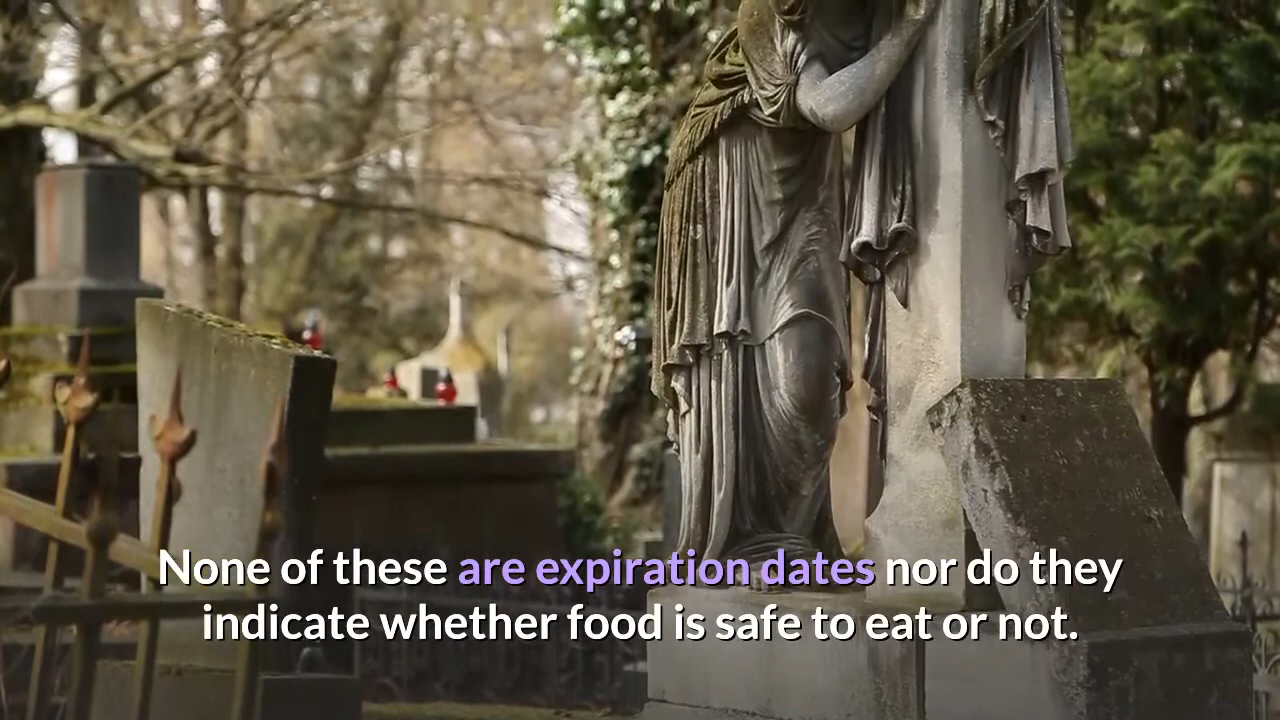 None of these are expiration dates nor do they
indicate whether food is safe to eat or not.